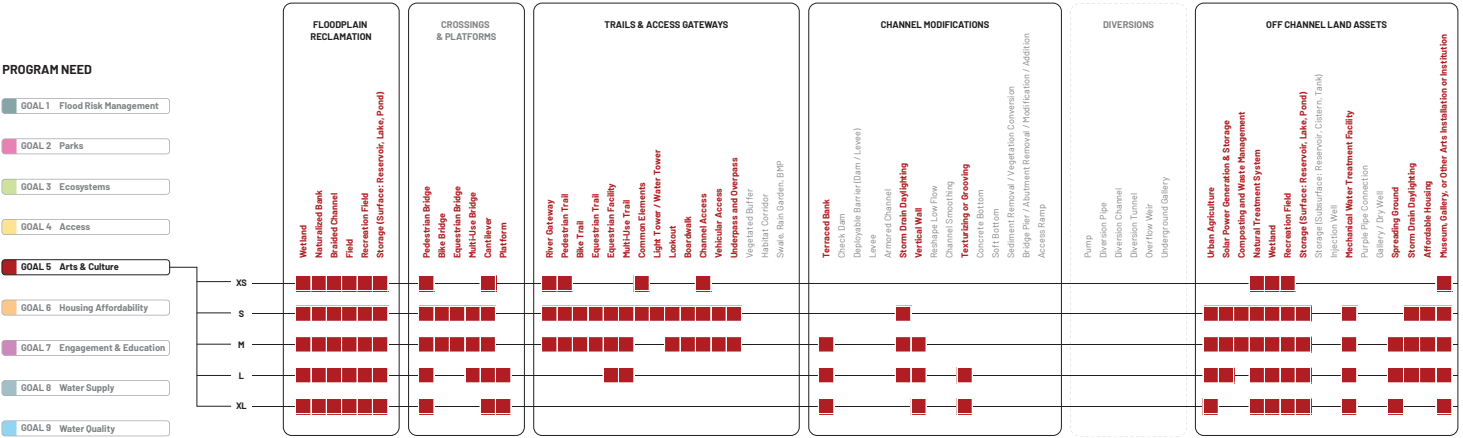 FLOODPLAIN
RECLAMATION
CROSSINGS
& PLATFORMS
TRAILS & ACCESS GATEWAYS
CHANNEL MODIFICATIONS
DIVERSIONS
OFF CHANNEL LAND ASSETS
PROGRAM NEED
GOAL 1 Flood Risk Management
GOAL 2 Parks
GOAL 3 Ecosystems
GOAL 4 Access
GOAL 5 Arts & Culture
GOAL 6 Housing Affordability
GOAL 7 Engagement & Education
GOAL 8 Water Supply
GOAL 9 Water Quality
Wetland
Naturalized Bank
Braided Channel
Field
Recreation Field
Storage (Surface: Reservoir, Lake, Pond)
Pedestrian Bridge
Bike Bridge
Equestrian Bridge
Multi-Use Bridge
Cantilever
Platform
River Gateway
Pedestrian Trail
Bike Trail
Equestrian Trail
Equestrian Facility
Multi-Use Trail
Common Elements
Light Tower / Water Tower
Lookout
Boardwalk
Channel Access
Vehicular Access
Underpass and Overpass
Vegetated Buffer
Habitat Corridor
Swale, Rain Garden, BMP
Terraced Bank
Check Dam
Deployable Barrier (Dam / Levee)
Levee
Armored Channel
Storm Drain Daylighting
Vertical Wall
Reshape Low Flow
Channel Smoothing
Texturizing or Grooving
Concrete Bottom
Soft Bottom
Sediment Removal / Vegetation Conversion
Bridge Pier / Abutment Removal / Modification / Addition
Access Ramp
Pump
Diversion Pipe
Diversion Channel
Diversion Tunnel
Overflow Weir
Underground Gallery
Urban Agriculture
Solar Power Generation & Storage
Composting and Waste Management
Natural Treatment System
Wetland
Recreation Field
Storage (Surface: Reservoir, Lake, Pond)
Storage (Subsurface: Reservoir, Cistern, Tank)
Injection Well
Mechanical Water Treatment Facility
Purple Pipe Connection
Gallery / Dry Well
Spreading Ground
Storm Drain Daylighting
Affordable Housing
Museum, Gallery, or Other Arts Installation or Institution
XS
S
M
L
XL